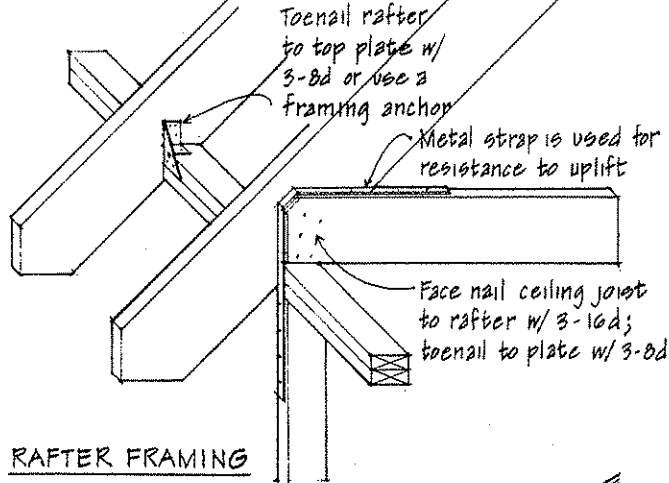 Toenail rafter
to top plate w/
3-8d or use a
framing anchor
Metal strap is used for
resistance to uplift
Face nail ceiling joist
to rafter w/ 3-16d;
toenail to plate w/ 3-8d
RAFTER FRAMING